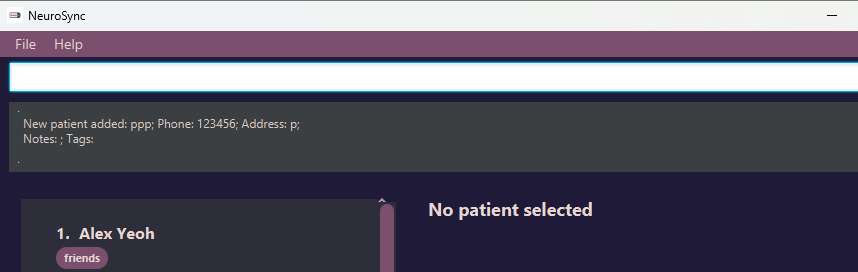 NeuroSync
File Help
.
New patient added: ppp; Phone: 123456; Address: p;
Notes: ; Tags:
.
No patient selected
1. Alex Yeoh
friends